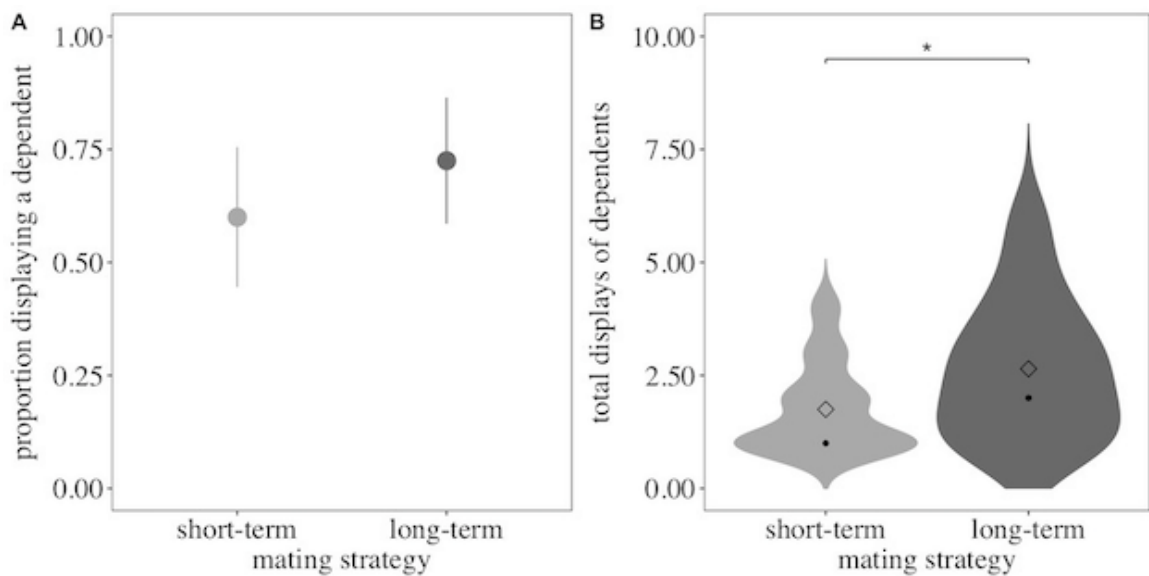 A
proportion displaying a dependent
1.00
0.75
0.50
0.25
0.00
short-term
long-term
mating strategy
B
total displays of dependents
10.00
7.50
5.00
2.50
0.00
*
short-term
long-term
mating strategy